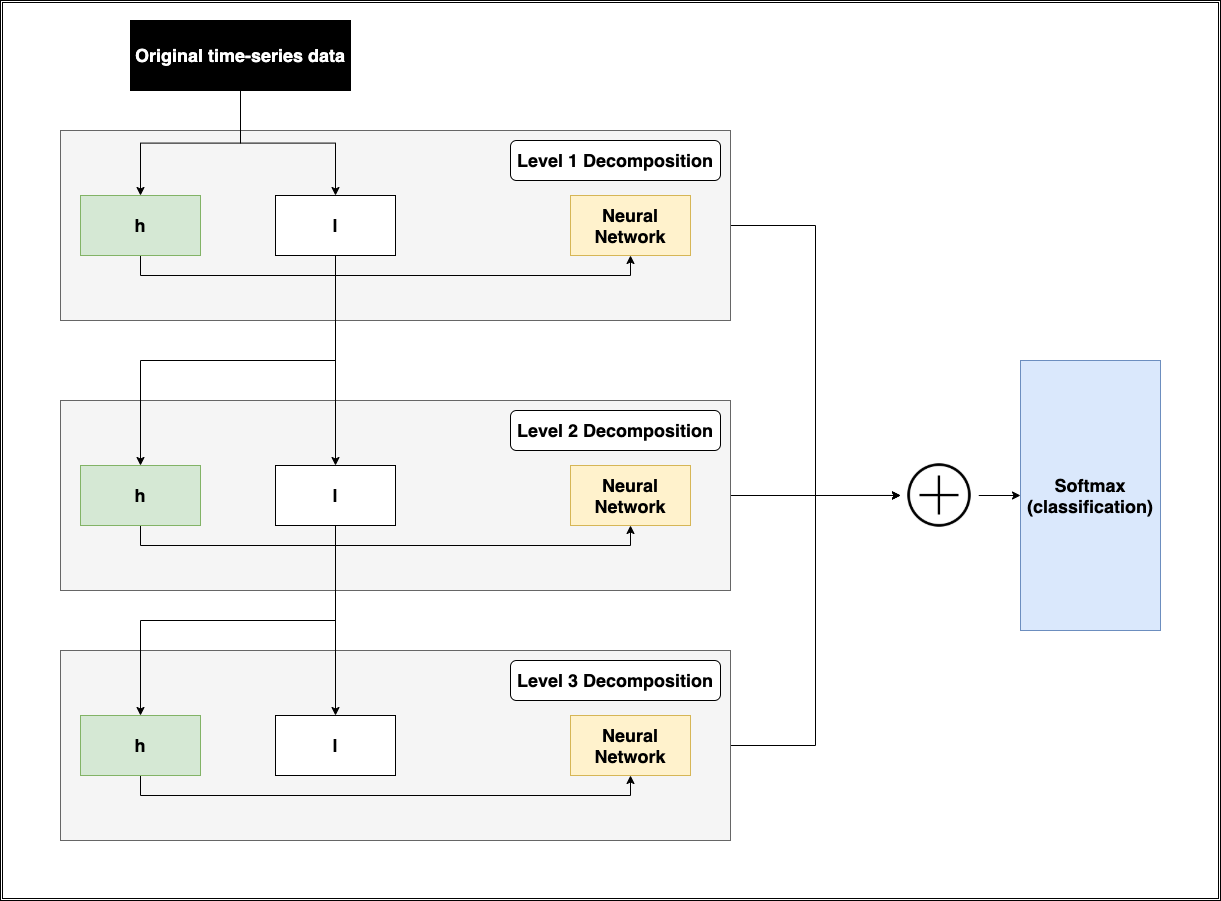 Original time-series data
Level 1 Decomposition
h
l
Neural
Network
Level 2 Decomposition
h
l
Neural
Network
Softmax
(classification)
Level 3 Decomposition
h
l
Neural
Network